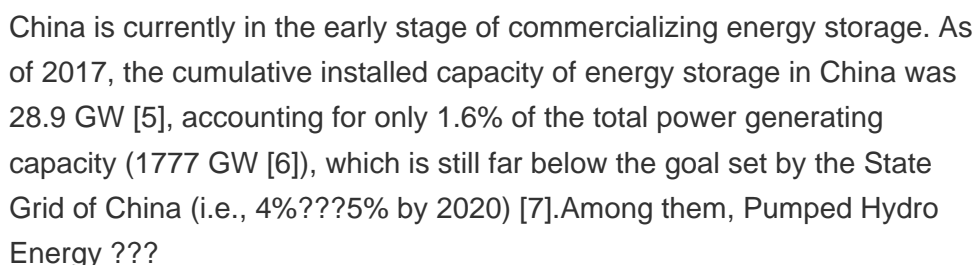 China is currently in the early stage of commercializing energy storage. As
of 2017, the cumulative installed capacity of energy storage in China was
28.9 GW [5], accounting for only 1.6% of the total power generating
capacity (1777 GW [6]), which is still far below the goal set by the State
Grid of China (i.e., 4%???5% by 2020) [7].Among them, Pumped Hydro
Energy ???